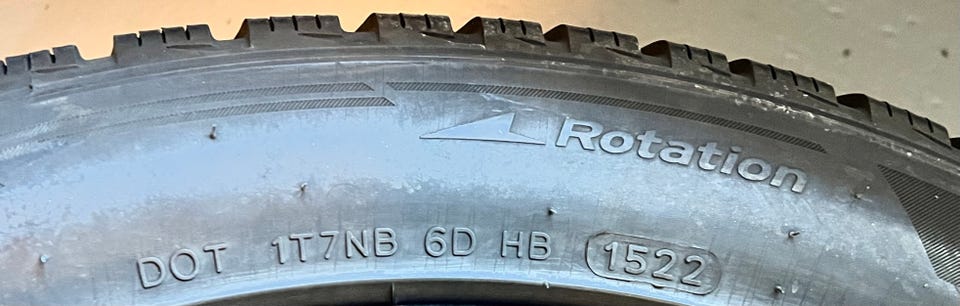 Rotation
DOT 1T7NB 6D HB 1522